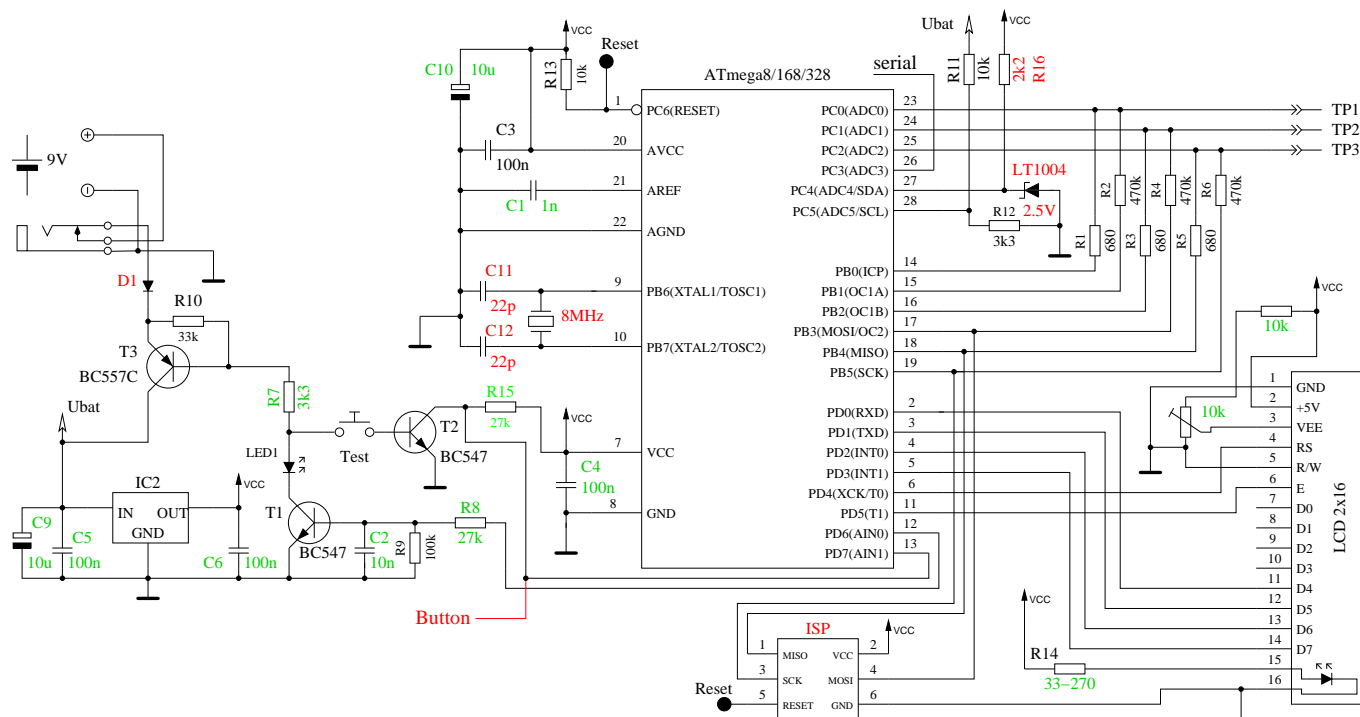 Ubat
VCC
VCC
C10
10u
R13
10k
Reset
serial
ATmega8/168/328
R11
10k
2k2
R16
1
PC6(RESET)
PC0(ADC0)
23
TP1
C3
100n
20
AVCC
PC1(ADC1)
24
TP2
PC2(ADC2)
25
TP3
9V
+
−
PC3(ADC3)
26
LT1004
21
AREF
PC4(ADC4/SDA)
27
2.5V
C1
1n
PC5(ADC5/SCL)
28
R12
3k3
22
AGND
R2
470k
R4
470k
R6
470k
R1
680
R3
680
R5
680
D1
C11
22p
9
PB6(XTAL1/TOSC1)
PB0(ICP)
14
PB1(OC1A)
15
VCC
R10
33k
8MHz
PB2(OC1B)
16
10k
C12
22p
10
PB7(XTAL2/TOSC2)
PB3(MOSI/OC2)
17
T3
BC557C
PB4(MISO)
18
PB5(SCK)
19
R7
3k3
R15
27k
Ubat
PD0(RXD)
2
10k
VCC
T2
BC547
PD1(TXD)
3
LED1
Test
7
VCC
PD2(INT0)
4
C4
100n
PD3(INT1)
5
IC2
IN
OUT
GND
VCC
PD4(XCK/T0)
6
T1
BC547
R8
27k
8
GND
PD5(T1)
11
C9
10u
C5
100n
C6
100n
C2
10n
R9
100k
PD6(AIN0)
12
PD7(AIN1)
13
Button
1
GND
2
+5V
3
VEE
4
RS
5
R/W
6
E
7
D0
8
D1
9
D2
10
D3
11
D4
12
D5
13
D6
14
D7
15
16
LCD 2x16
VCC
R14
33−270
ISP
VCC
1
MISO
VCC
2
3
SCK
MOSI
4
Reset
5
RESET
GND
6